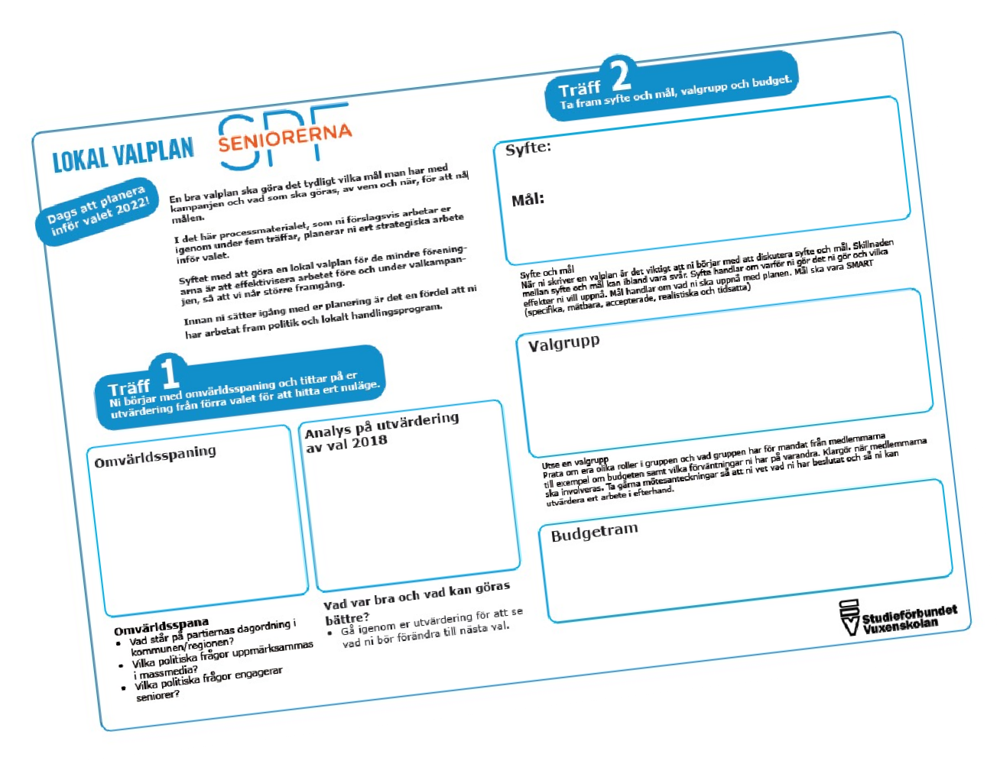 LOKAL VALPLAN
SPF
SENIORERNA
Dags att planera
inför valet 2022!
En bra valplan ska göra det tydligt vilka mål man har med
kampanjen och vad som ska göras, av vem och när, för att nå
målen.
I det här processmaterialet, som ni förslagsvis arbetar er
igenom under fem träffar, planerar ni ert strategiska arbete
inför valet.
Syftet med att göra en lokal valplan för de mindre förening-
arna är att effektivisera arbetet före och under valkampan-
jen, så att vi når större framgång.
Innan ni sätter igång med er planering är det en fördel att ni
har arbetat fram politik och lokalt handlingsprogram.
Träff 1
Ni börjar med omvärldsspaning och tittar på er
utvärdering från förra valet för att hitta ert nuläge.
Omvärldsspaning
Analys på utvärdering
av val 2018
Omvärldsspana
• Vad står på partiernas dagordning i
kommunen/regionen?
• Vilka politiska frågor uppmärksammas
i massmedia?
• Vilka politiska frågor engagerar
seniorer?
Vad var bra och vad kan göras
bättre?
• Gå igenom er utvärdering för att se
vad ni bör förändra till nästa val.
Träff 2
Ta fram syfte och mål, valgrupp och budget.
Syfte:
Mål:
Syfte och mål
När ni skriver en valplan är det viktigt att ni börjar med att diskutera syfte och mål. Skillnaden
mellan syfte och mål kan ibland vara svår. Syfte handlar om varför ni gör det ni gör och vilka
effekter ni vill uppnå. Mål handlar om vad ni ska uppnå med planen. Mål ska vara SMART
(specifika, mätbara, accepterade, realistiska och tidsatta)
Valgrupp
Utse en valgrupp
Prata om era olika roller i gruppen och vad gruppen har för mandat från medlemmarna
till exempel om budgeten samt vilka förväntningar ni har på varandra. Klargör när medlemmarna
ska involveras. Ta gärna mötesanteckningar så att ni vet vad ni har beslutat och så ni kan
utvärdera ert arbete i efterhand.
Budgetram
Studieförbundet
Vuxenskolan